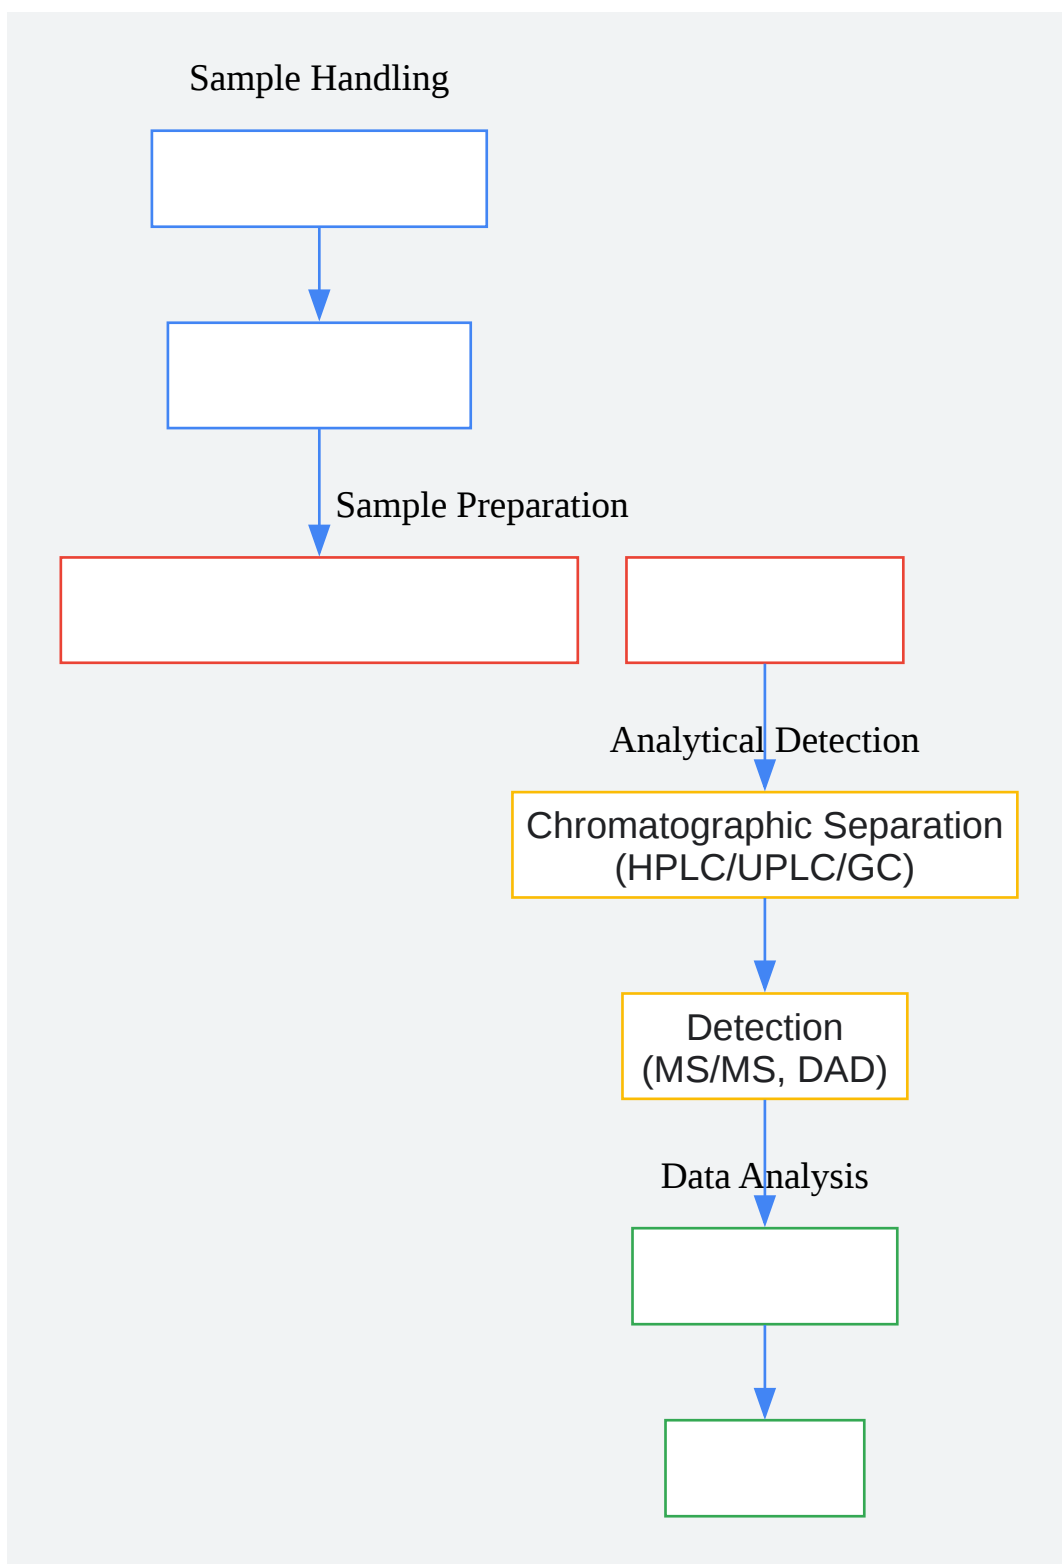 Sample Handling
Sample Preparation
Analytical Detection
Chromatographic Separation
(HPLC/UPLC/GC)
Detection
(MS/MS, DAD)
Data Analysis